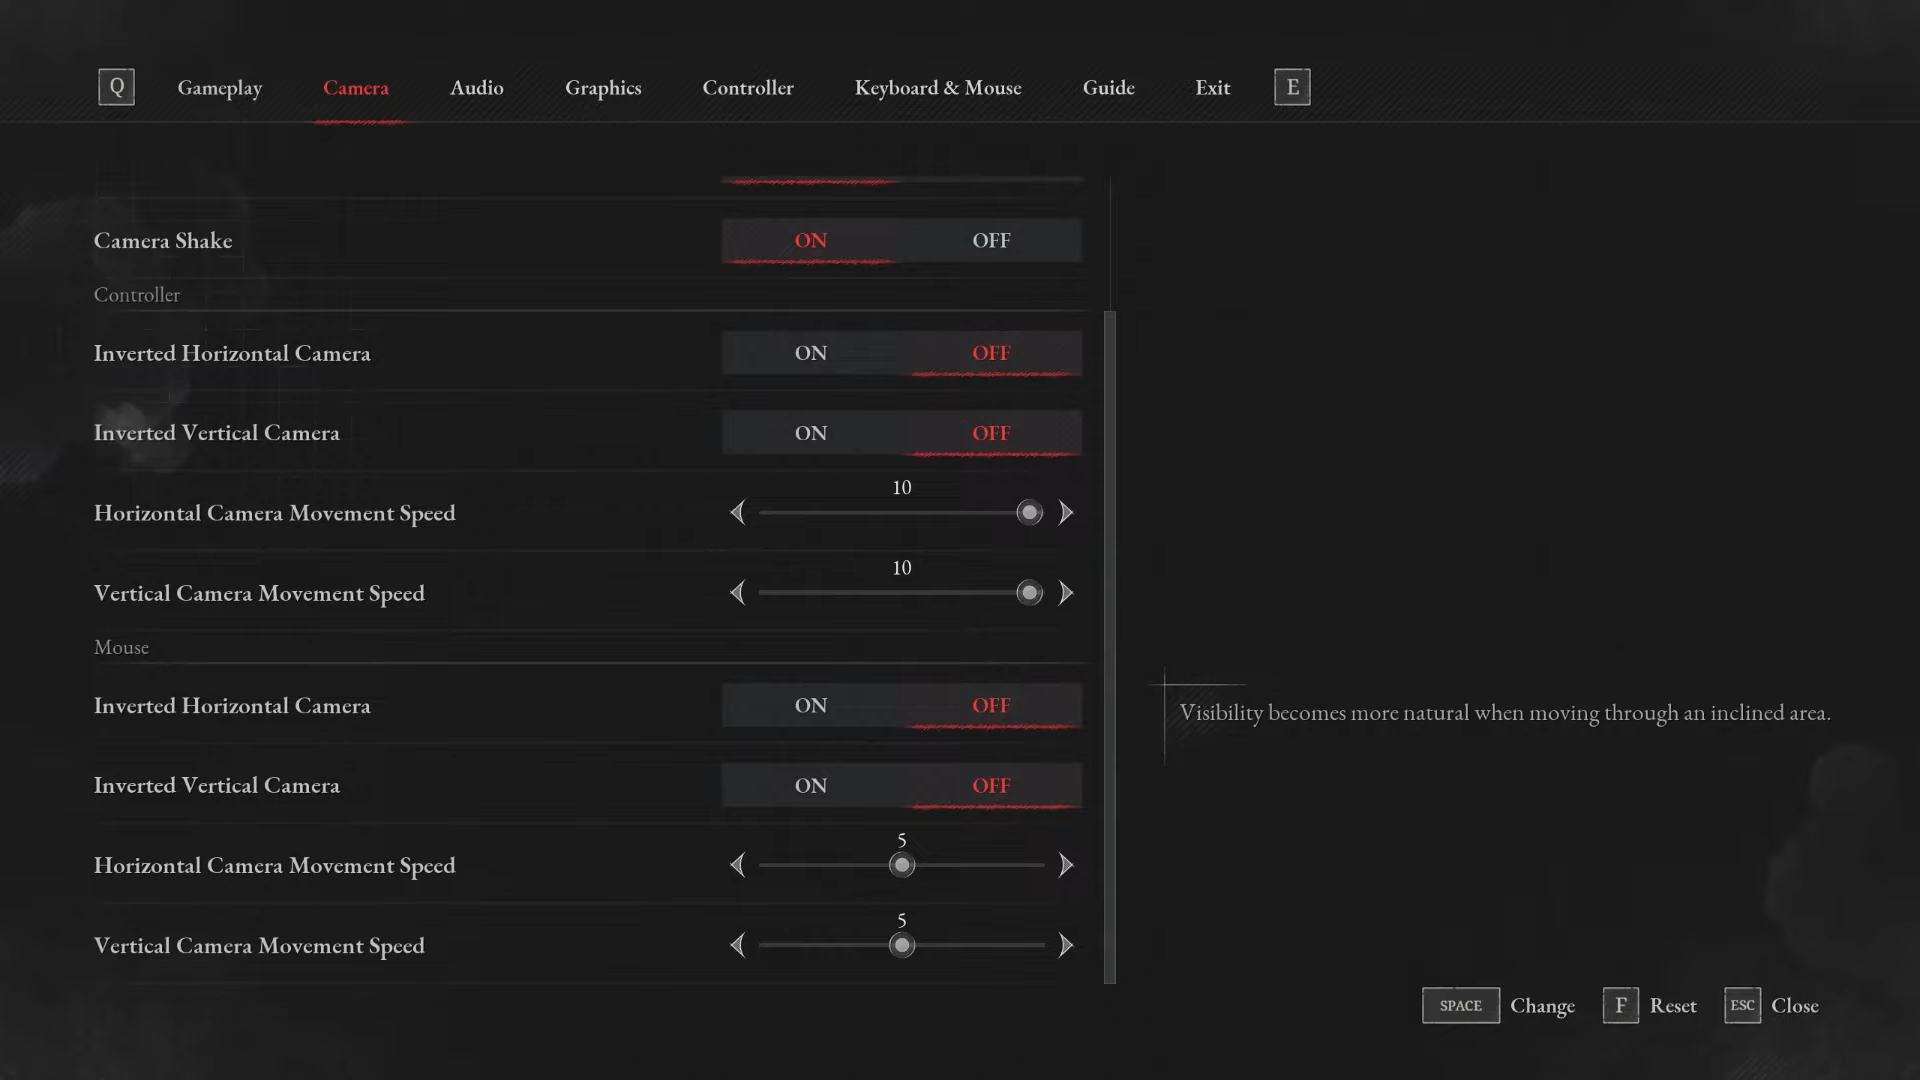 Q Gameplay Camera Audio Graphics Controller Keyboard & Mouse Guide Exit E
Camera Shake ON OFF
Controller
Inverted Horizontal Camera ON OFF
Inverted Vertical Camera ON OFF
10
Horizontal Camera Movement Speed
10
Vertical Camera Movement Speed
Mouse
Inverted Horizontal Camera ON OFF
Visibility becomes more natural when moving through an inclined area.
Inverted Vertical Camera ON OFF
5
Horizontal Camera Movement Speed
5
Vertical Camera Movement Speed
SPACE Change F Reset ESC Close